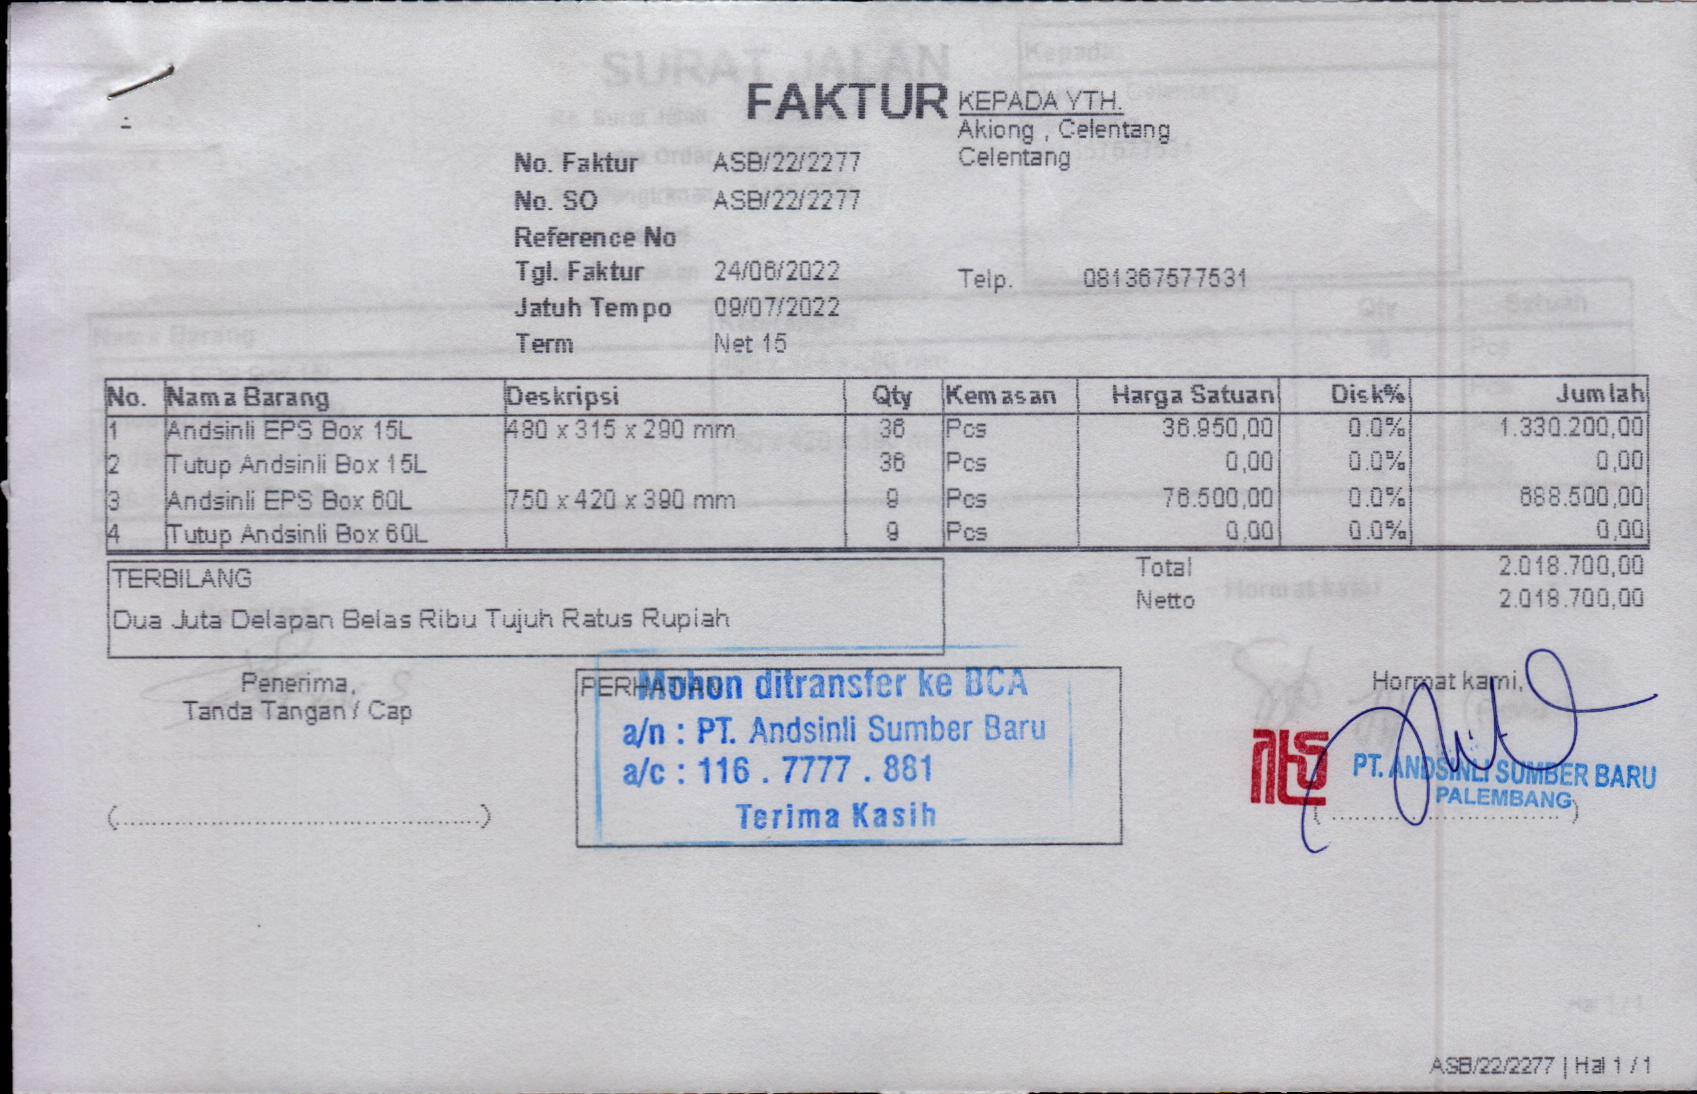 FAKTUR
KEPADA YTH.
Akiong , Celentang
Celentang
No. Faktur ASB/22/2277
No. SO ASB/22/2277
Reference No
Tgl. Faktur 24/06/2022
Telp. 081367577531
Jatuh Tempo 09/07/2022
Term Net 15
No. Nama Barang Deskripsi Qty Kemasan Harga Satuan Disk% Jumlah
1 Andsinli EPS Box 15L 480 x 315 x 290 mm 36 Pcs 36.950,00 0.0% 1.330.200,00
2 Tutup Andsinli Box 15L 36 Pcs 0,00 0.0% 0,00
3 Andsinli EPS Box 60L 750 x 420 x 390 mm 9 Pcs 76.500,00 0.0% 688.500,00
4 Tutup Andsinli Box 60L 9 Pcs 0,00 0.0% 0,00
Total 2.018.700,00
Netto 2.018.700,00
TERBILANG
Dua Juta Delapan Belas Ribu Tujuh Ratus Rupiah
Penerima,
Tanda Tangan / Cap
(..........................................)
PERHATIAN
Mohon ditransfer ke BCA
a/n : PT. Andsinli Sumber Baru
a/c : 116 . 7777 . 881
Terima Kasih
Hormat kami,
PT. ANDSINLI SUMBER BARU
PALEMBANG
(..........................)
ASB/22/2277 | Hal 1 / 1